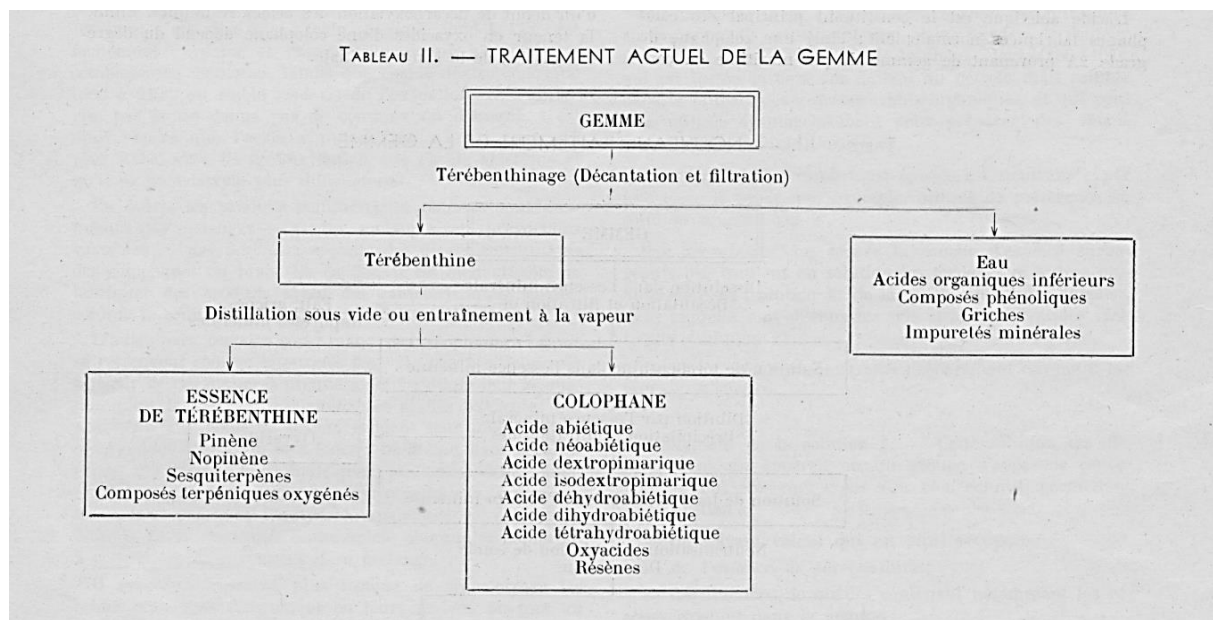 TABLEAU II. — TRAITEMENT ACTUEL DE LA GEMME
GEMME
Térébenthinage (Décantation et filtration)
Térébenthine
Distillation sous vide ou entraînement à la vapeur
Eau
Acides organiques inférieurs
Composés phénoliques
Griches
Impuretés minérales
ESSENCE
DE TÉRÉBENTHINE
Pinène
Nopinène
Sesquiterpènes
Composés terpéniques oxygénés
COLOPHANE
Acide abiétique
Acide néoabiétique
Acide dextropimarique
Acide isodextropimarique
Acide déhydroabiétique
Acide dihydroabiétique
Acide tétrahydroabiétique
Oxyacides
Résènes